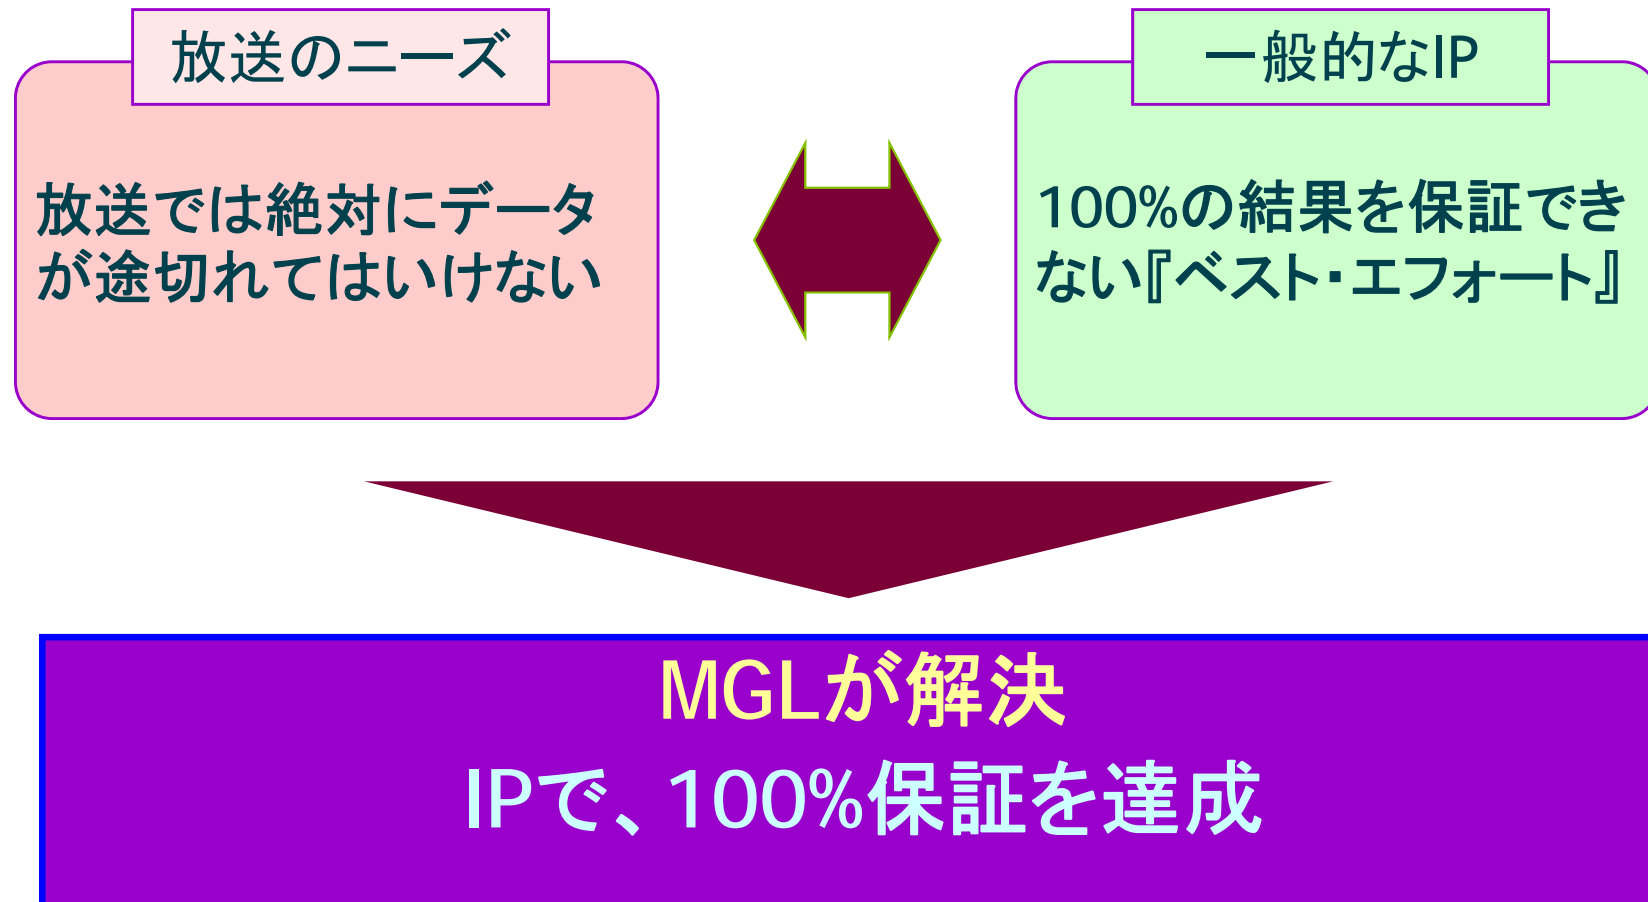 放送のニーズ
放送では絶対にデータ
が途切れてはいけない
一般的なIP
100%の結果を保証でき
ない『ベスト・エフォート』
MGLが解決
IPで、100%保証を達成